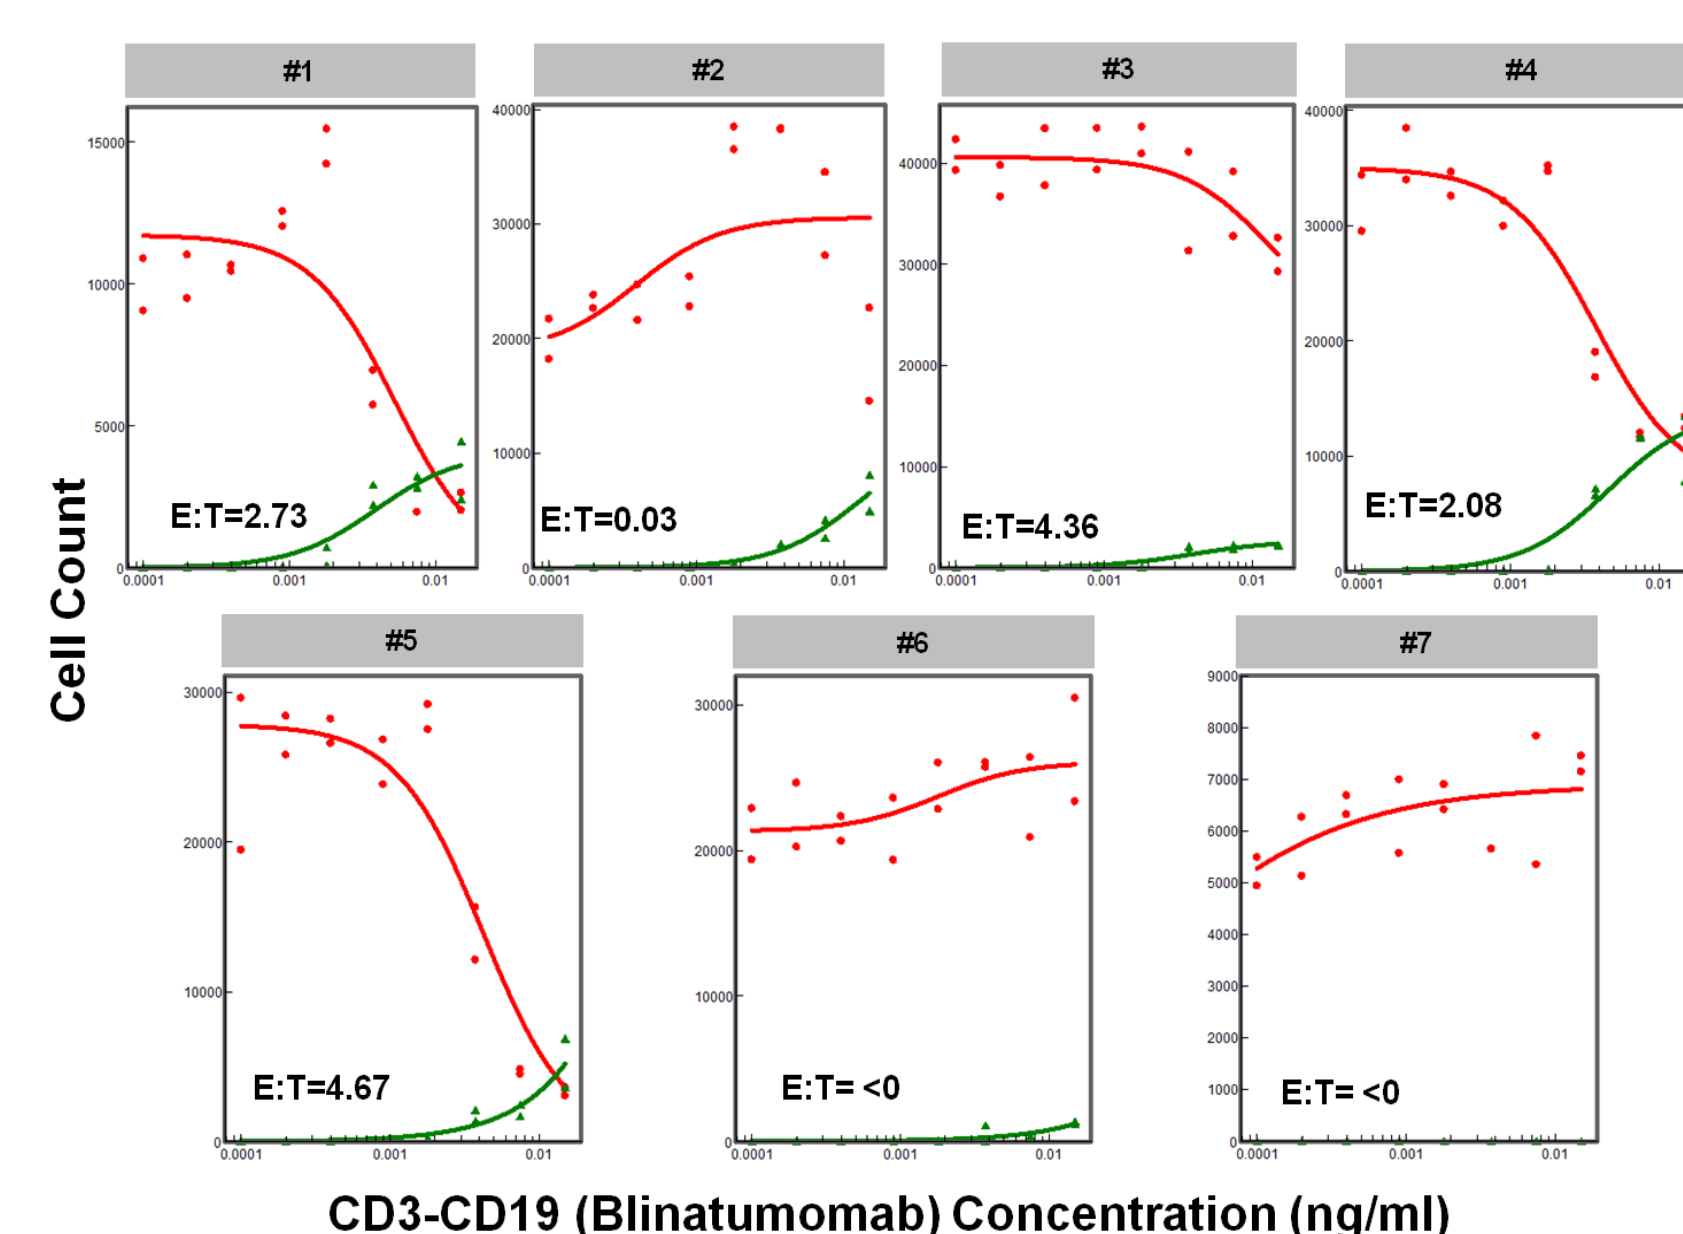 #1 #2 #3 #4
15000
10000
5000
0
0.0001 0.001 0.01
E:T=2.73
40000
30000
20000
10000
0
0.0001 0.001 0.01
E:T=0.03
40000
30000
20000
10000
0
0.0001 0.001 0.01
E:T=4.36
40000
30000
20000
10000
0
0.0001 0.001 0.01
E:T=2.08
Cell Count
#5 #6 #7
30000
20000
10000
0
0.0001 0.001 0.01
E:T=4.67
30000
20000
10000
0
0.0001 0.001 0.01
E:T= <0
9000
8000
7000
6000
5000
4000
3000
2000
1000
0
0.0001 0.001 0.01
E:T= <0
CD3-CD19 (Blinatumomab) Concentration (ng/ml)